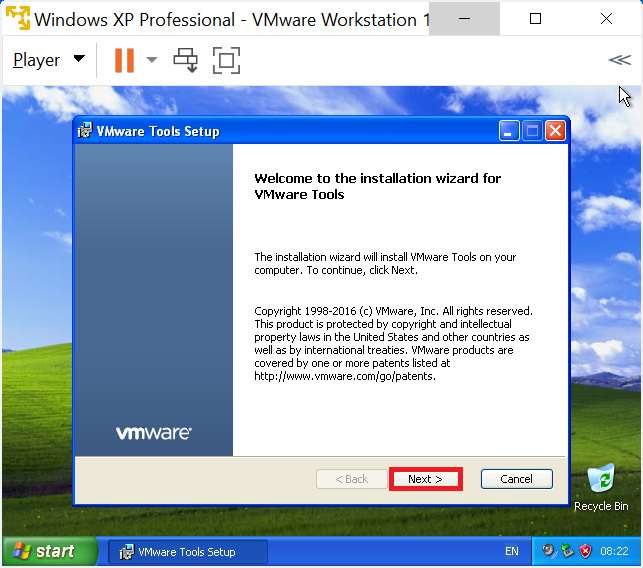 Windows XP Professional - VMware Workstation 1
Player
VMware Tools Setup
Welcome to the installation wizard for
VMware Tools
The installation wizard will install VMware Tools on your
computer. To continue, click Next.
Copyright 1998-2016 (c) VMware, Inc. All rights reserved.
This product is protected by copyright and intellectual
property laws in the United States and other countries as
well as by international treaties. VMware products are
covered by one or more patents listed at
http://www.vmware.com/go/patents.
vmware
< Back
Next >
Cancel
Recycle Bin
start
VMware Tools Setup
EN
08:22